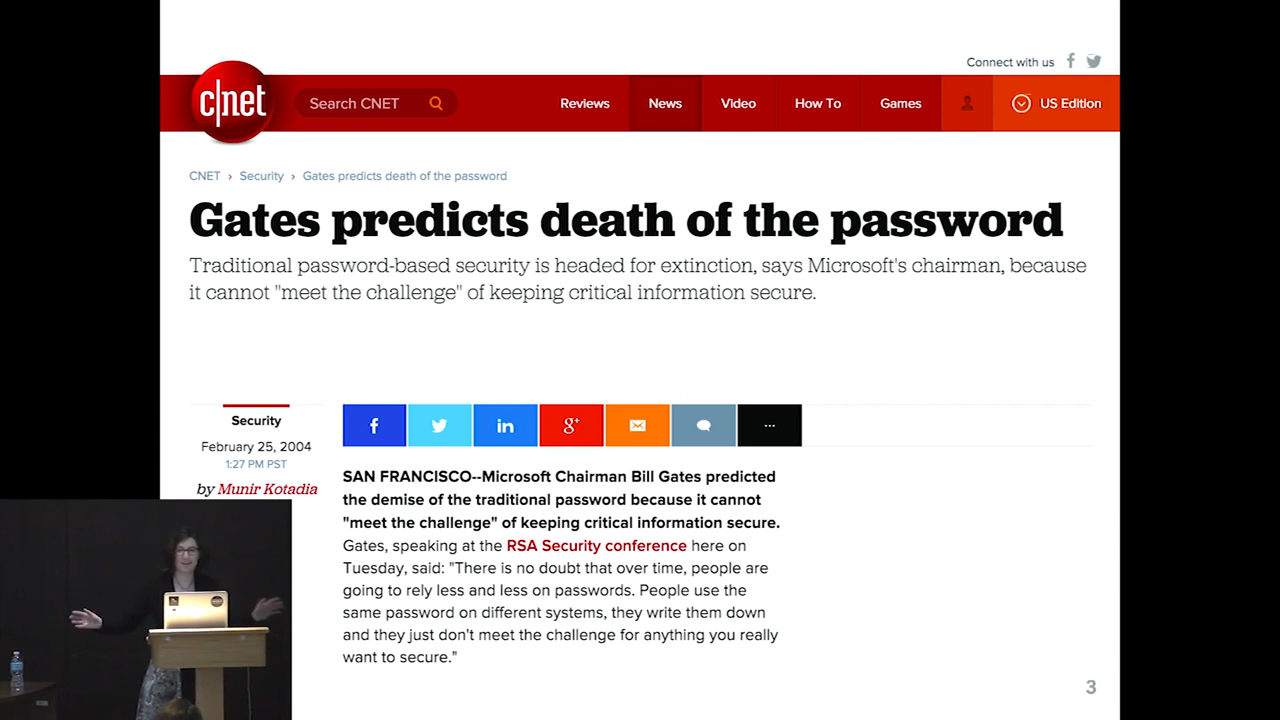 Connect with us
c|net
Search CNET
Reviews
News
Video
How To
Games
US Edition
CNET › Security › Gates predicts death of the password
Gates predicts death of the password
Traditional password-based security is headed for extinction, says Microsoft's chairman, because
it cannot "meet the challenge" of keeping critical information secure.
Security
February 25, 2004
1:27 PM PST
by Munir Kotadia
f
in
g+
...
SAN FRANCISCO--Microsoft Chairman Bill Gates predicted
the demise of the traditional password because it cannot
"meet the challenge" of keeping critical information secure.
Gates, speaking at the RSA Security conference here on
Tuesday, said: "There is no doubt that over time, people are
going to rely less and less on passwords. People use the
same password on different systems, they write them down
and they just don't meet the challenge for anything you really
want to secure."
3